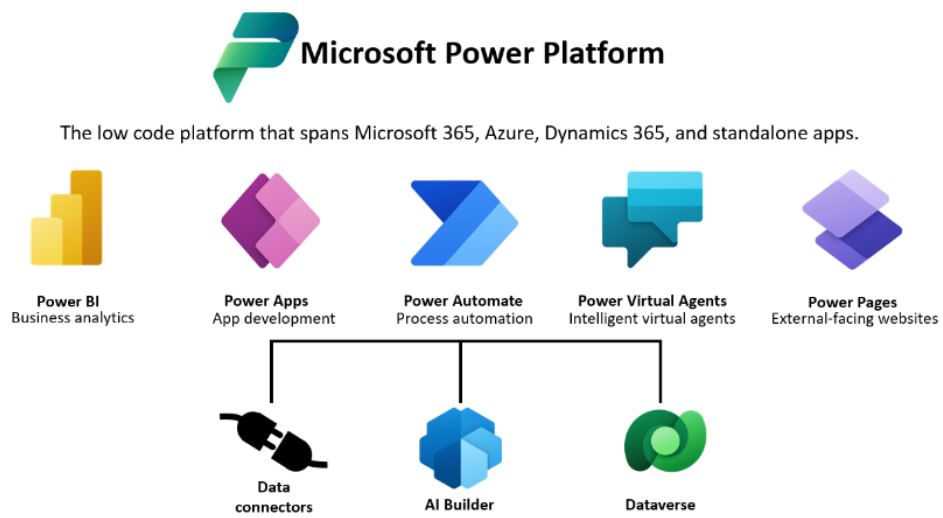 Microsoft Power Platform
The low code platform that spans Microsoft 365, Azure, Dynamics 365, and standalone apps.
Power BI
Business analytics
Power Apps
App development
Power Automate
Process automation
Power Virtual Agents
Intelligent virtual agents
Power Pages
External-facing websites
Data
connectors
AI Builder
Dataverse